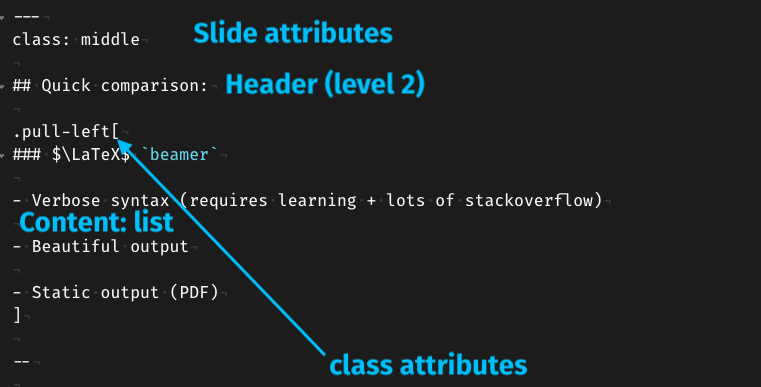 ---
class: middle Slide attributes
## Quick comparison: Header (level 2)
.pull-left[
### $\LaTeX$ `beamer`
- Verbose syntax (requires learning + lots of stackoverflow)
Content: list
- Beautiful output
- Static output (PDF)
]
--
class attributes